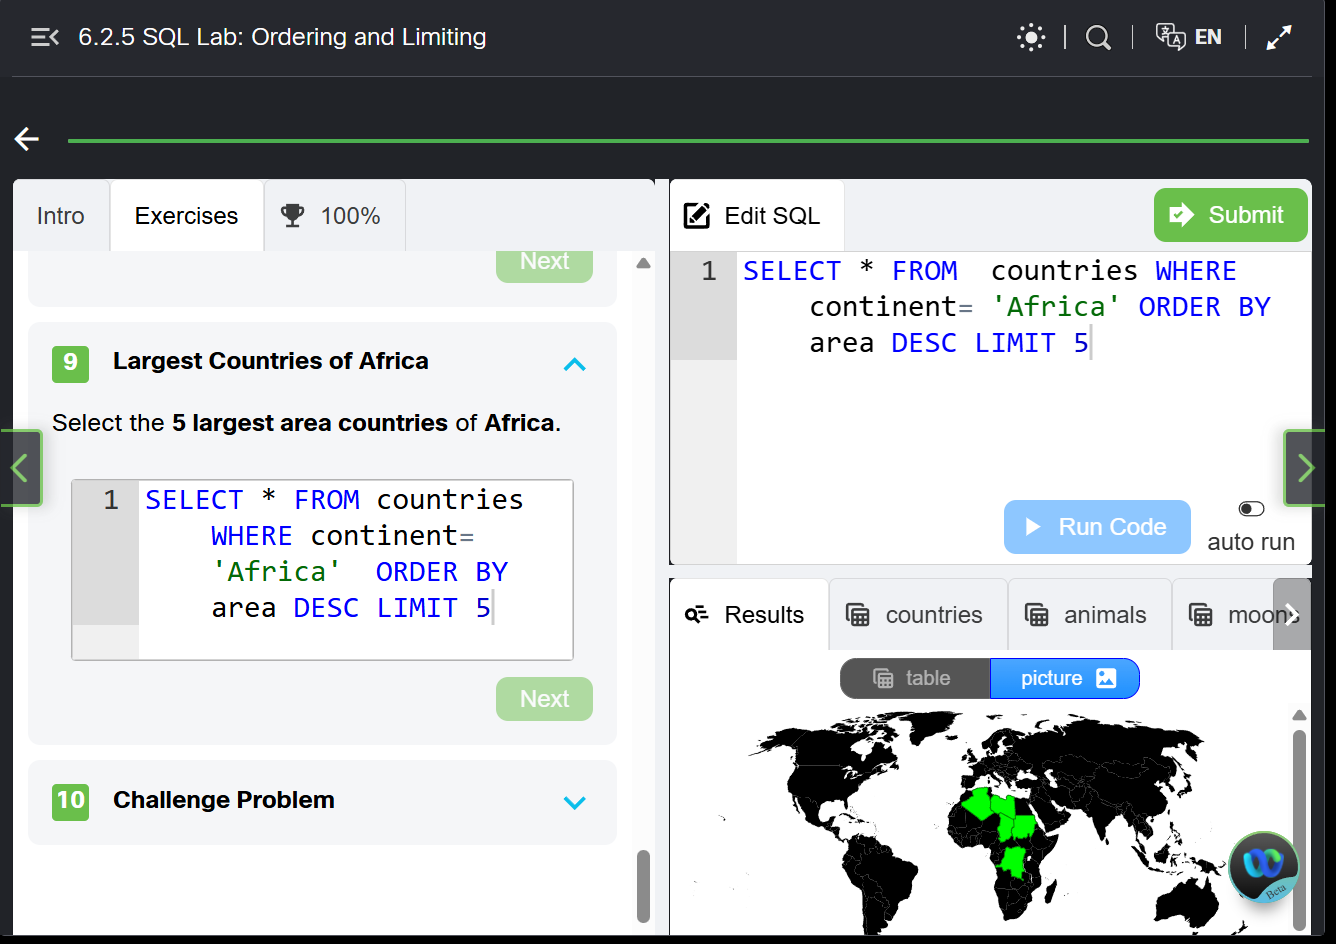 6.2.5 SQL Lab: Ordering and Limiting
EN
Intro
Exercises
100%
Next
9
Largest Countries of Africa
Select the 5 largest area countries of Africa.
1
SELECT * FROM countries
WHERE continent=
'Africa'  ORDER BY
area DESC LIMIT 5
Next
10
Challenge Problem
Edit SQL
Submit
1
SELECT * FROM  countries WHERE
continent= 'Africa' ORDER BY
area DESC LIMIT 5
Run Code
auto run
Results
countries
animals
moons
table
picture
Beta